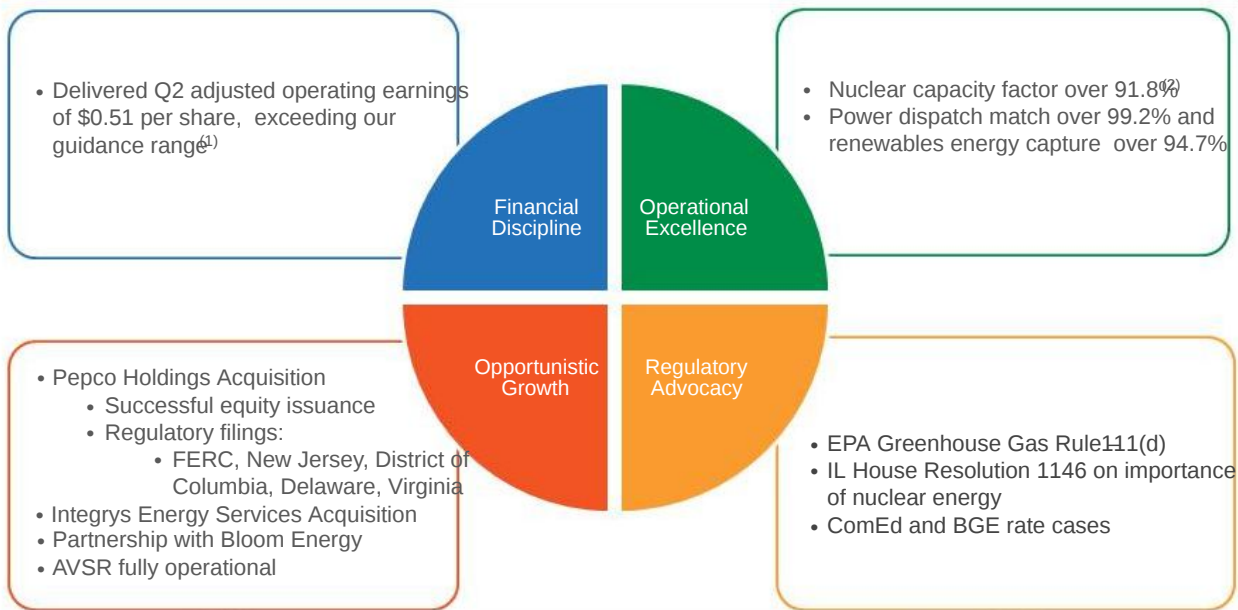 • Delivered Q2 adjusted operating earnings
of $0.51 per share, exceeding our
guidance range(1)
• Nuclear capacity factor over 91.8%(2)
• Power dispatch match over 99.2% and
renewables energy capture over 94.7%
Financial
Discipline
Operational
Excellence
Opportunistic
Growth
Regulatory
Advocacy
• Pepco Holdings Acquisition
• Successful equity issuance
• Regulatory filings:
• FERC, New Jersey, District of
Columbia, Delaware, Virginia
• Integrys Energy Services Acquisition
• Partnership with Bloom Energy
• AVSR fully operational
• EPA Greenhouse Gas Rule–111(d)
• IL House Resolution 1146 on importance
of nuclear energy
• ComEd and BGE rate cases